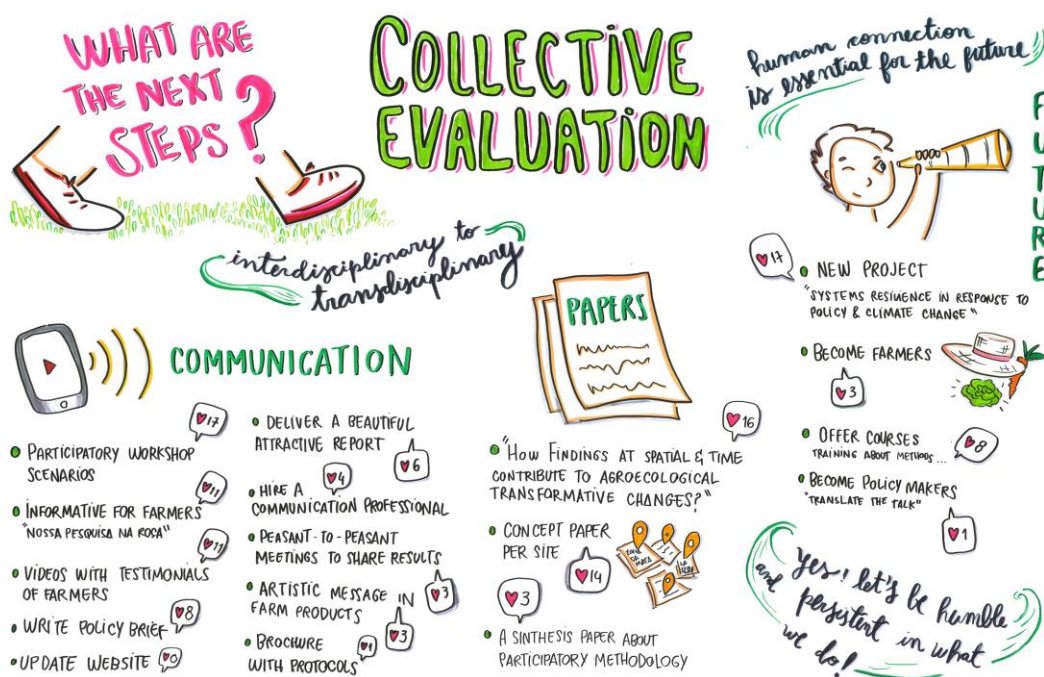 WHAT ARE
THE NEXT
STEPS?
COLLECTIVE
EVALUATION
human connection
is essential for the future
FUTURE
interdisciplinary to
transdisciplinary
COMMUNICATION
17
• PARTICIPATORY WORKSHOP
SCENARIOS
11
• INFORMATIVE FOR FARMERS
"NOSSA PESQUISA NA ROÇA"
11
• VIDEOS WITH TESTIMONIALS
OF FARMERS
8
• WRITE POLICY BRIEF
• UPDATE WEBSITE 0
• DELIVER A BEAUTIFUL
ATTRACTIVE REPORT
6
4
• HIRE A
COMMUNICATION PROFESSIONAL
• PEASANT-TO-PEASANT
MEETINGS TO SHARE RESULTS
3
• ARTISTIC MESSAGE IN
FARM PRODUCTS
3
• BROCHURE
WITH PROTOCOLS
1
PAPERS
16
• "HOW FINDINGS AT SPATIAL & TIME
CONTRIBUTE TO AGROECOLOGICAL
TRANSFORMATIVE CHANGES?"
• CONCEPT PAPER
PER SITE
14
ZONA
DA
MATA
3
• A SINTHESIS PAPER ABOUT
PARTICIPATORY METHODOLOGY
17
• NEW PROJECT
"SYSTEMS RESILIENCE IN RESPONSE TO
POLICY & CLIMATE CHANGE"
• BECOME FARMERS
3
• OFFER COURSES
TRAINING ABOUT METHODS...
8
• BECOME POLICY MAKERS
"TRANSLATE THE TALK"
1
yes! let's be humble
and persistent in what
we do!